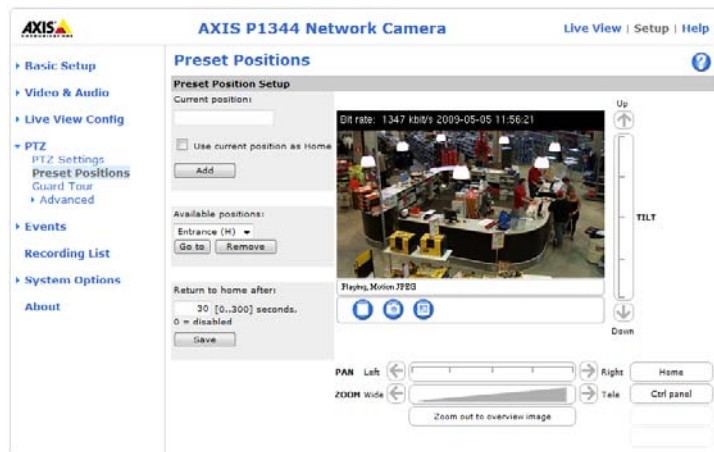 AXIS
COMMUNICATIONS
AXIS P1344 Network Camera
Live View | Setup | Help
Basic Setup
Video & Audio
Live View Config
PTZ
PTZ Settings
Preset Positions
Guard Tour
Advanced
Events
Recording List
System Options
About
Preset Positions
?
Preset Position Setup
Current position:
Use current position as Home
Add
Available positions:
Entrance (H)
Go to
Remove
Return to home after:
30 [0..300] seconds,
0 = disabled
Save
Bit rate: 1347 kbit/s 2009-05-05 11:56:21
Playing, Motion JPEG
Up
TILT
Down
PAN Left
Right
Home
ZOOM Wide
Tele
Ctrl panel
Zoom out to overview image